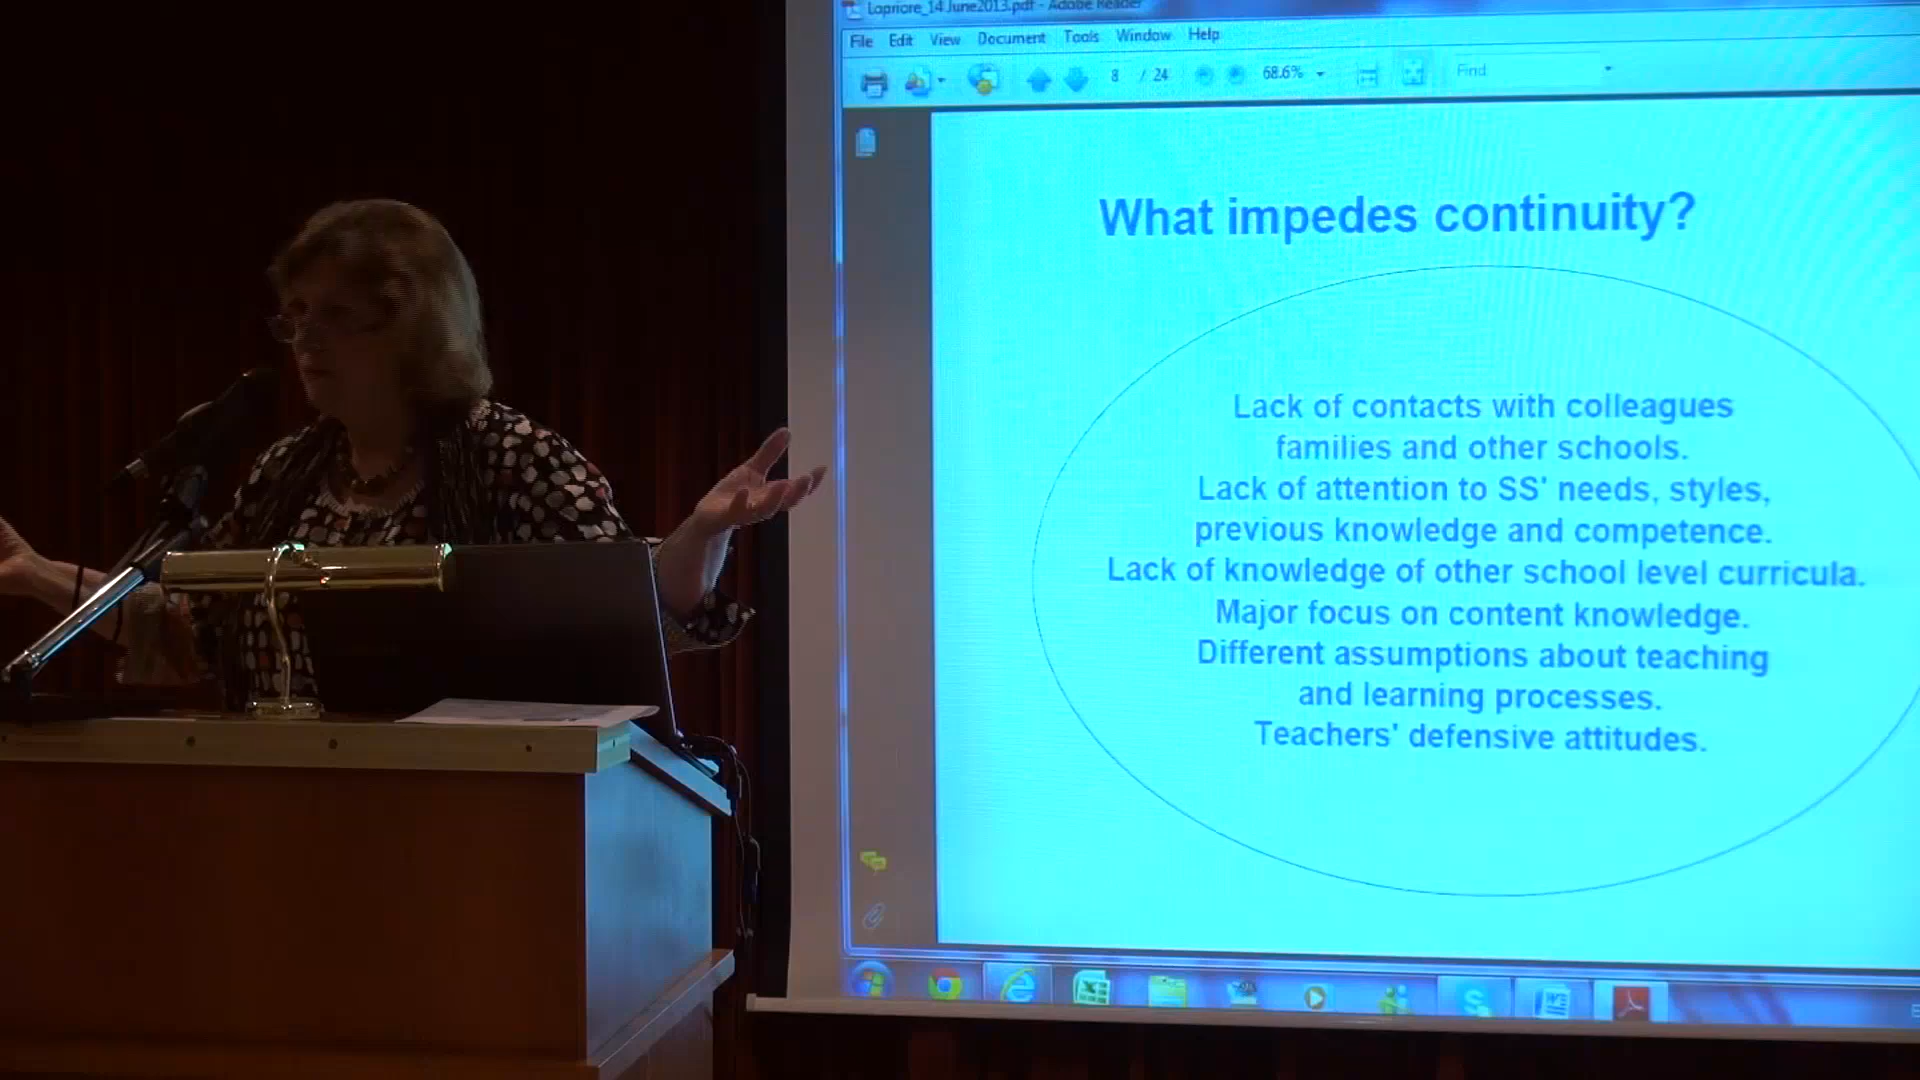 Lapriore_14 June2013.pdf - Adobe Reader
File Edit View Document Tools Window Help
8 / 24 68.6% Find
What impedes continuity?
Lack of contacts with colleagues
families and other schools.
Lack of attention to SS' needs, styles,
previous knowledge and competence.
Lack of knowledge of other school level curricula.
Major focus on content knowledge.
Different assumptions about teaching
and learning processes.
Teachers' defensive attitudes.